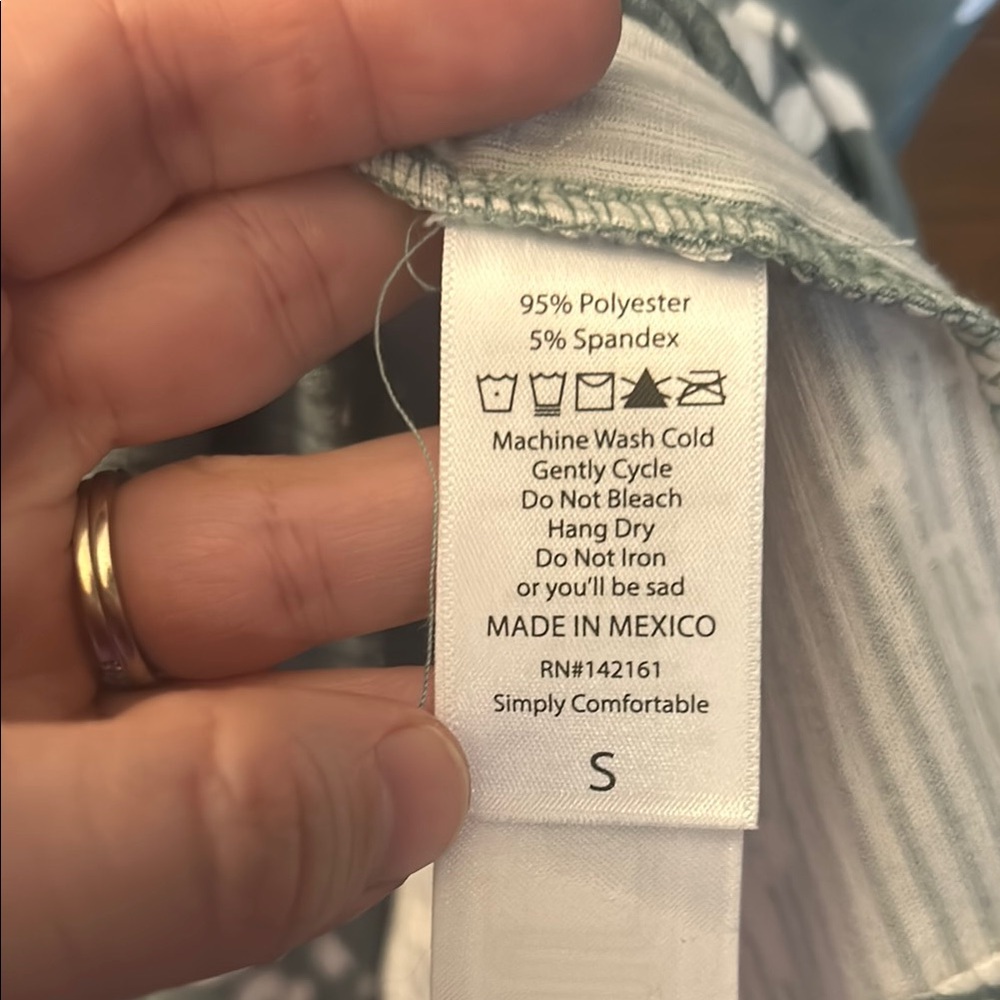 95% Polyester
5% Spandex
Machine Wash Cold
Gently Cycle
Do Not Bleach
Hang Dry
Do Not Iron
or you'll be sad
MADE IN MEXICO
RN#142161
Simply Comfortable
S